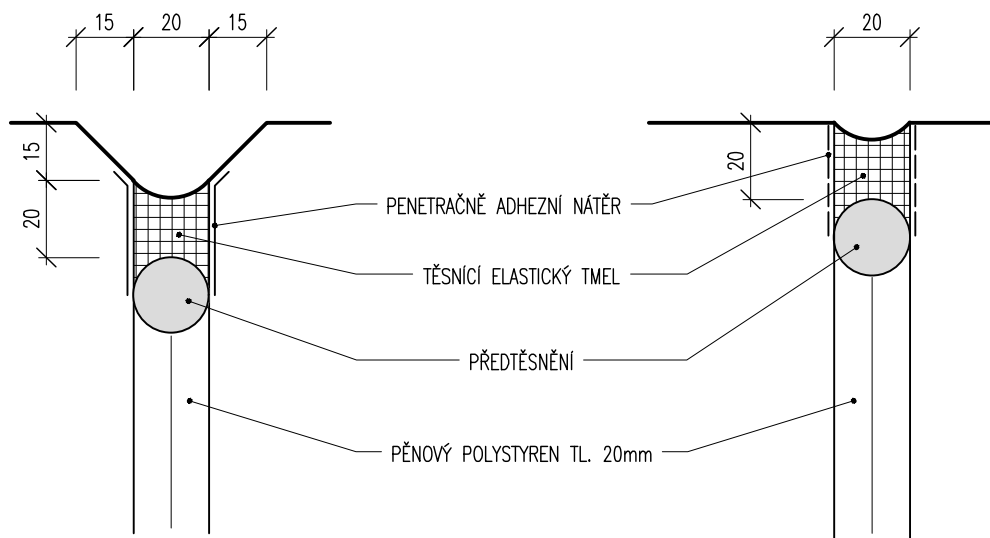 15 20 15
20
15
20
20
PENETRAČNĚ ADHEZNÍ NÁTĚR
TĚSNÍCÍ ELASTICKÝ TMEL
PŘEDTĚSNĚNÍ
PĚNOVÝ POLYSTYREN TL. 20mm